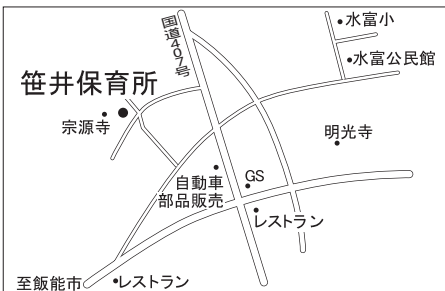 国道407号
水富小
水富公民館
笹井保育所
宗源寺
明光寺
自動車
部品販売
GS
レストラン
至飯能市
レストラン